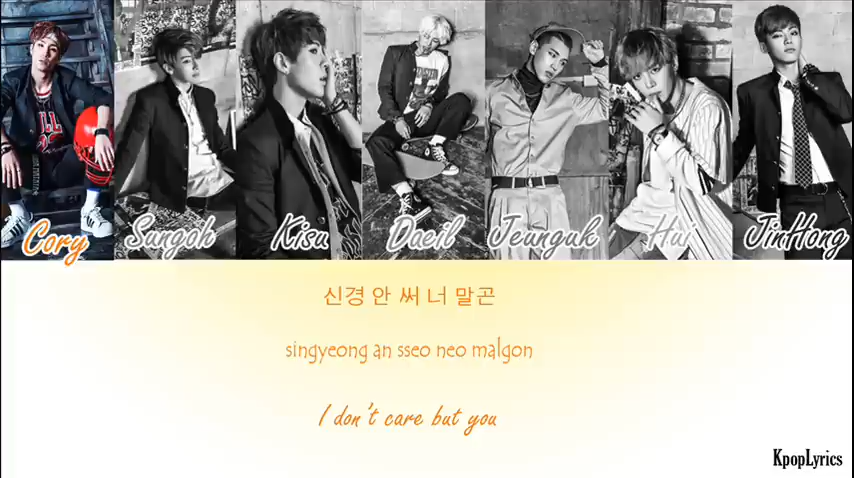 Cory Sangoh Kisu Daeil Jeunguk Hui JinHong
신경 안 써 너 말곤
singyeong an sseo neo malgon
I don't care but you
KpopLyrics